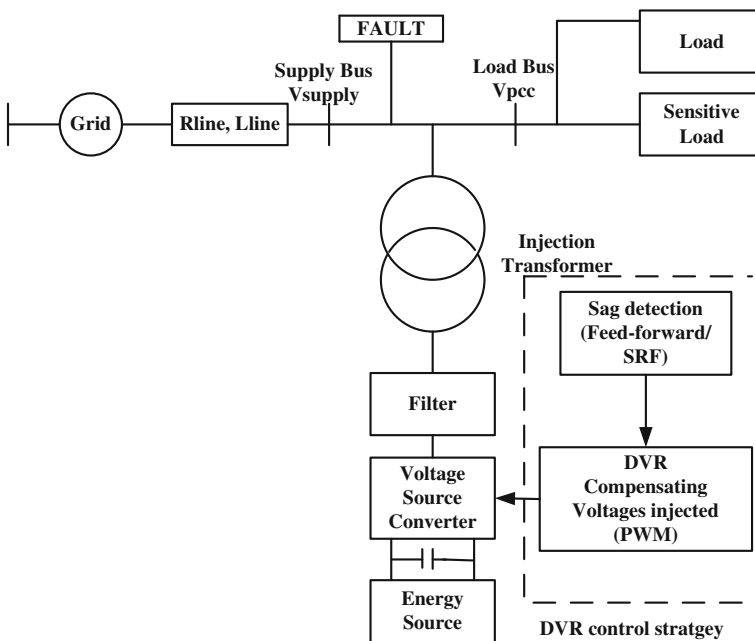 FAULT
Load
Supply Bus
Vsupply
Load Bus
Vpcc
Grid
Rline, Lline
Sensitive
Load
Injection
Transformer
Sag detection
(Feed-forward/
SRF)
Filter
Voltage
Source
Converter
DVR
Compensating
Voltages injected
(PWM)
Energy
Source
DVR control stratgey